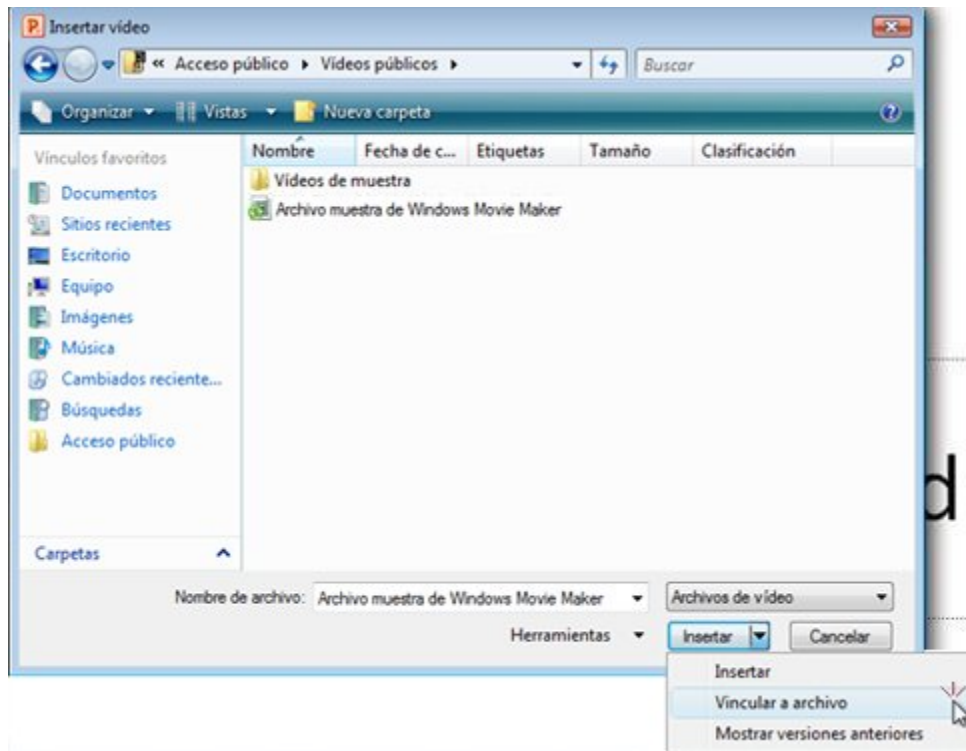 Insertar vídeo
« Acceso público ▸ Vídeos públicos ▸ Buscar
Organizar Vistas Nueva carpeta
Vínculos favoritos
Documentos
Sitios recientes
Escritorio
Equipo
Imágenes
Música
Cambiados reciente...
Búsquedas
Acceso público
Carpetas
Nombre Fecha de c... Etiquetas Tamaño Clasificación
Vídeos de muestra
Archivo muestra de Windows Movie Maker
d
Nombre de archivo: Archivo muestra de Windows Movie Maker Archivos de vídeo
Herramientas Insertar Cancelar
Insertar
Vincular a archivo
Mostrar versiones anteriores